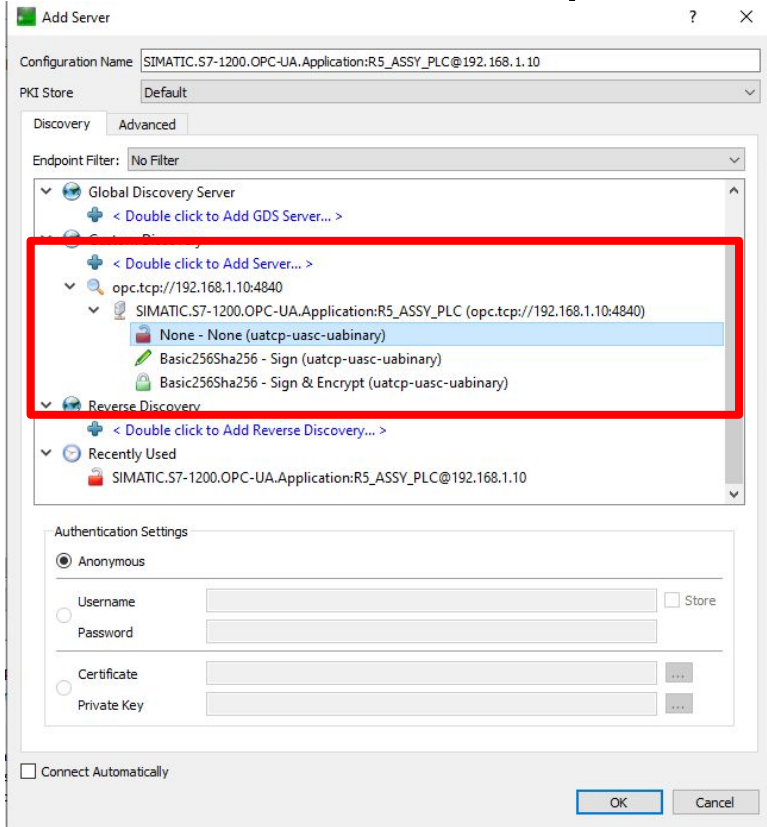 Add Server
? ×
Configuration Name SIMATIC.S7-1200.OPC-UA.Application:R5_ASSY_PLC@192.168.1.10
PKI Store Default
Discovery Advanced
Endpoint Filter: No Filter
Global Discovery Server
< Double click to Add GDS Server... >
Custom Discovery
< Double click to Add Server... >
opc.tcp://192.168.1.10:4840
SIMATIC.S7-1200.OPC-UA.Application:R5_ASSY_PLC (opc.tcp://192.168.1.10:4840)
None - None (uatcp-uasc-uabinary)
Basic256Sha256 - Sign (uatcp-uasc-uabinary)
Basic256Sha256 - Sign & Encrypt (uatcp-uasc-uabinary)
Reverse Discovery
< Double click to Add Reverse Discovery... >
Recently Used
SIMATIC.S7-1200.OPC-UA.Application:R5_ASSY_PLC@192.168.1.10
Authentication Settings
Anonymous
Username
Store
Password
Certificate
...
Private Key
...
Connect Automatically
OK Cancel